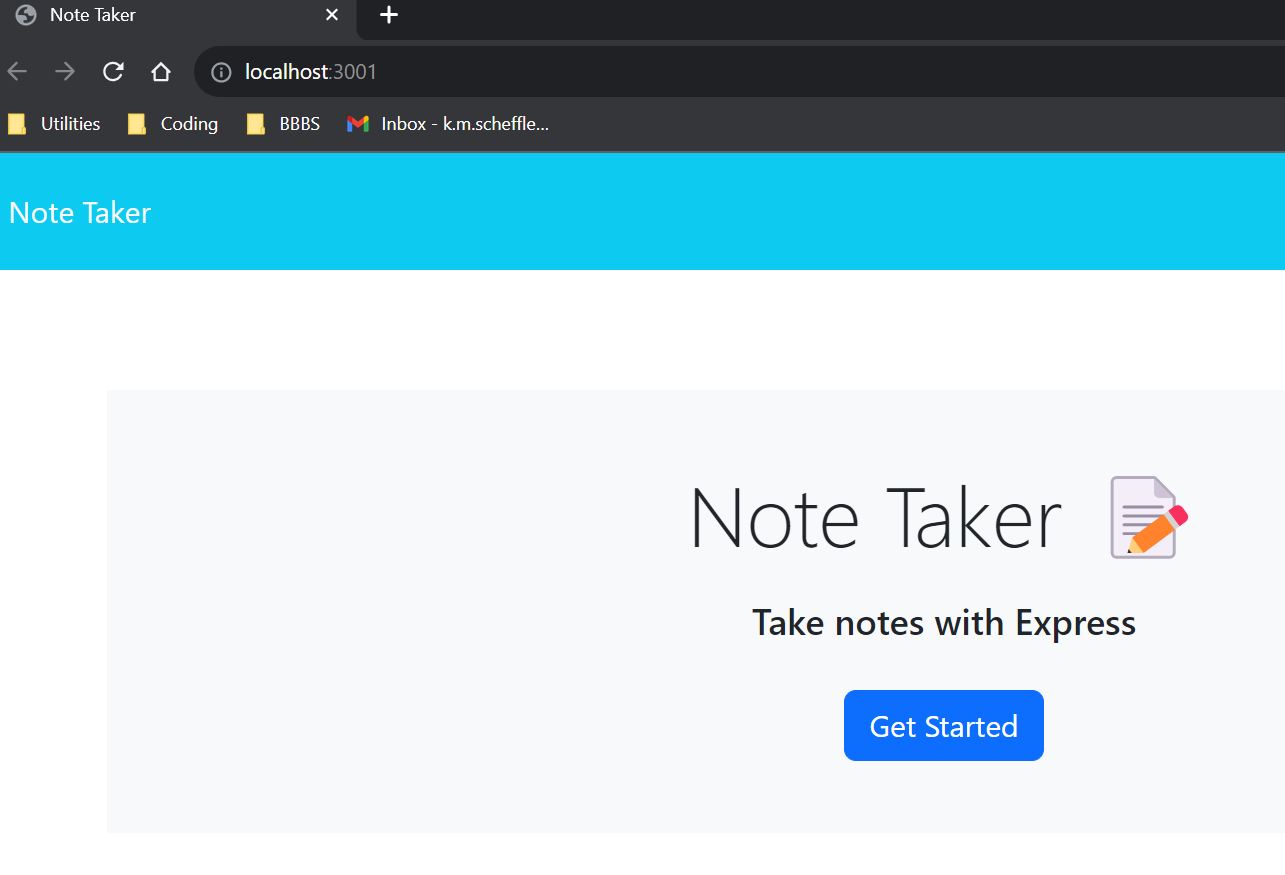 Note Taker
localhost:3001
Utilities Coding BBBS Inbox - k.m.scheffle...
Note Taker
Note Taker
Take notes with Express
Get Started